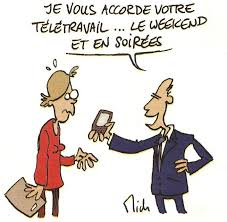 JE VOUS ACCORDE VOTRE
TÉLÉTRAVAIL ... LE WEEKEND
ET EN SOIRÉES